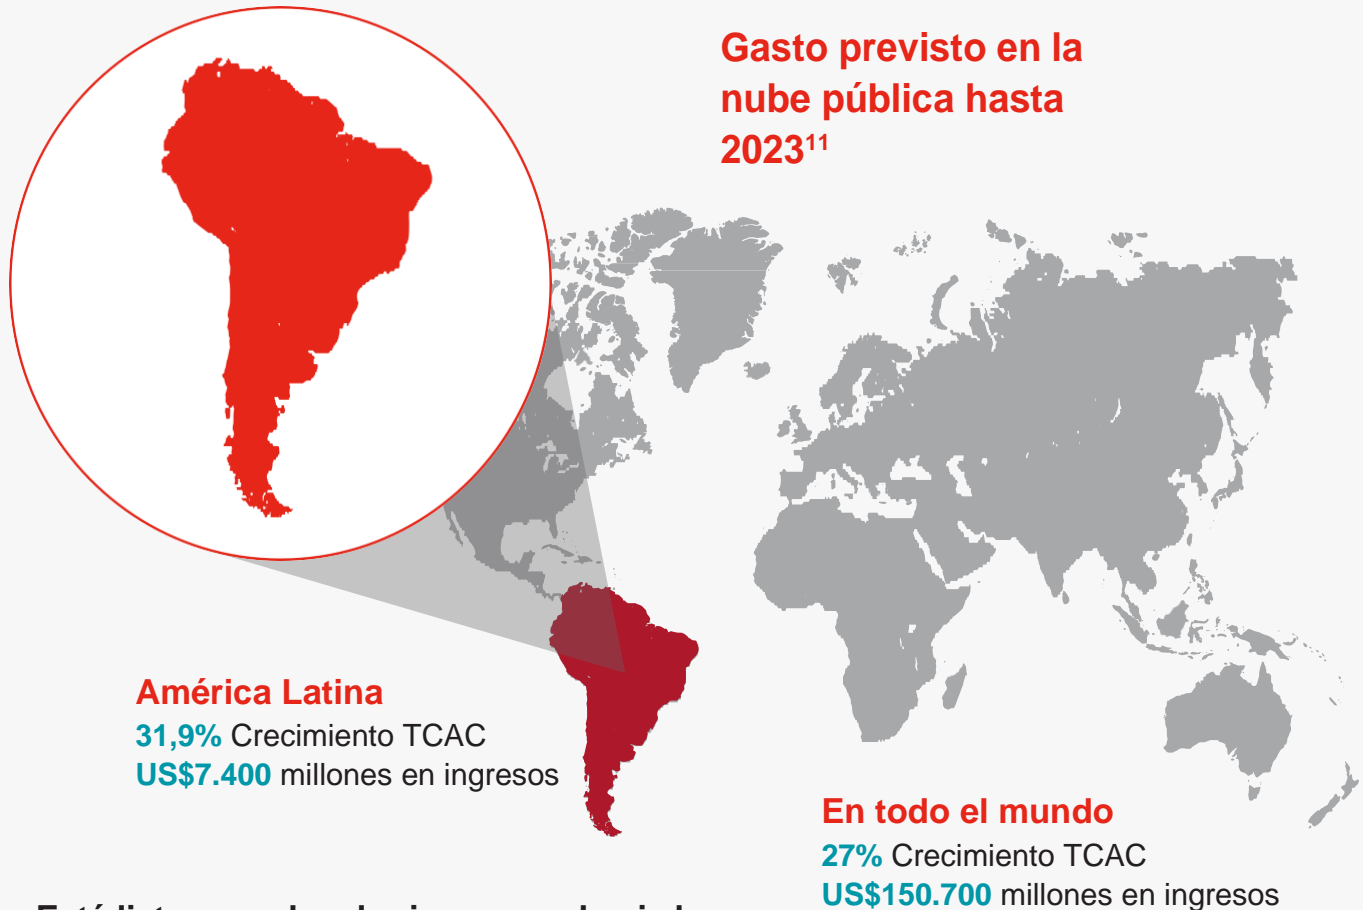 Gasto previsto en la
nube pública hasta
2023¹¹
América Latina
31,9% Crecimiento TCAC
US$7.400 millones en ingresos
En todo el mundo
27% Crecimiento TCAC
US$150.700 millones en ingresos